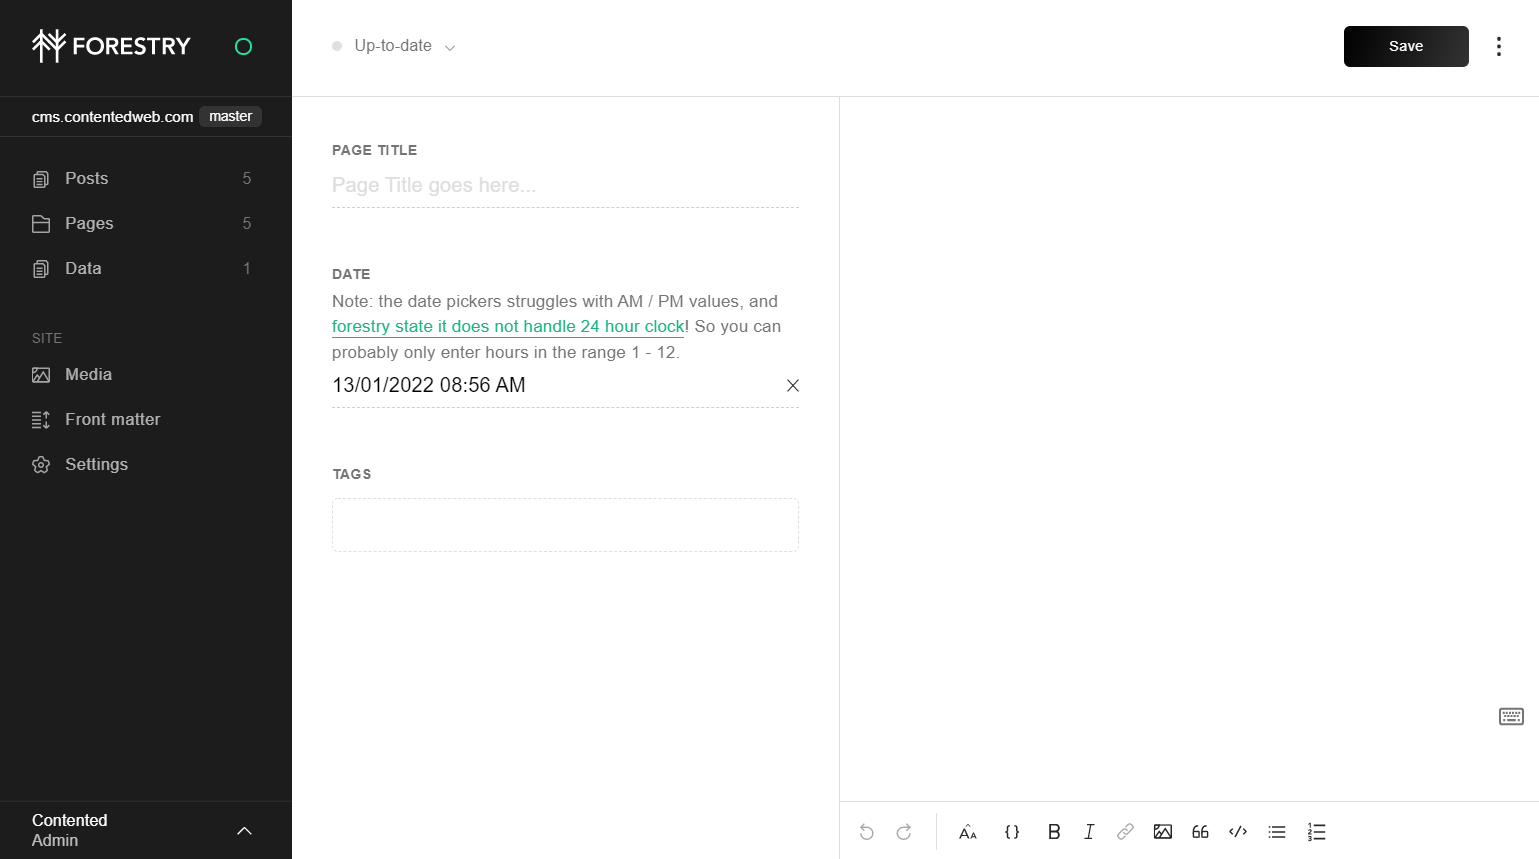 FORESTRY
cms.contentedweb.com master
Posts 5
Pages 5
Data 1
SITE
Media
Front matter
Settings
Contented
Admin
Up-to-date
Save
PAGE TITLE
Page Title goes here...
DATE
Note: the date pickers struggles with AM / PM values, and
forestry state it does not handle 24 hour clock! So you can
probably only enter hours in the range 1 - 12.
13/01/2022 08:56 AM
TAGS